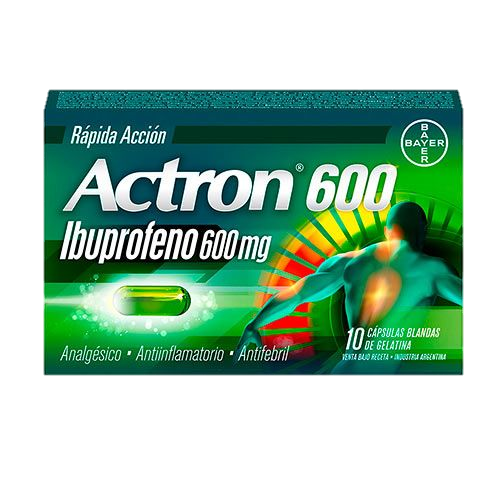 Rápida Acción
BAYER
BAYER
Actron® 600
Ibuprofeno 600 mg
Analgésico • Antiinflamatorio • Antifebril
10 CÁPSULAS BLANDAS
DE GELATINA
VENTA BAJO RECETA • INDUSTRIA ARGENTINA